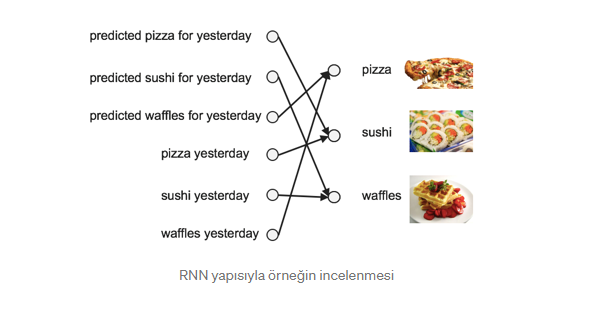 predicted pizza for yesterday
predicted sushi for yesterday
predicted waffles for yesterday
pizza yesterday
sushi yesterday
waffles yesterday
pizza
sushi
waffles
RNN yapısıyla örneğin incelenmesi